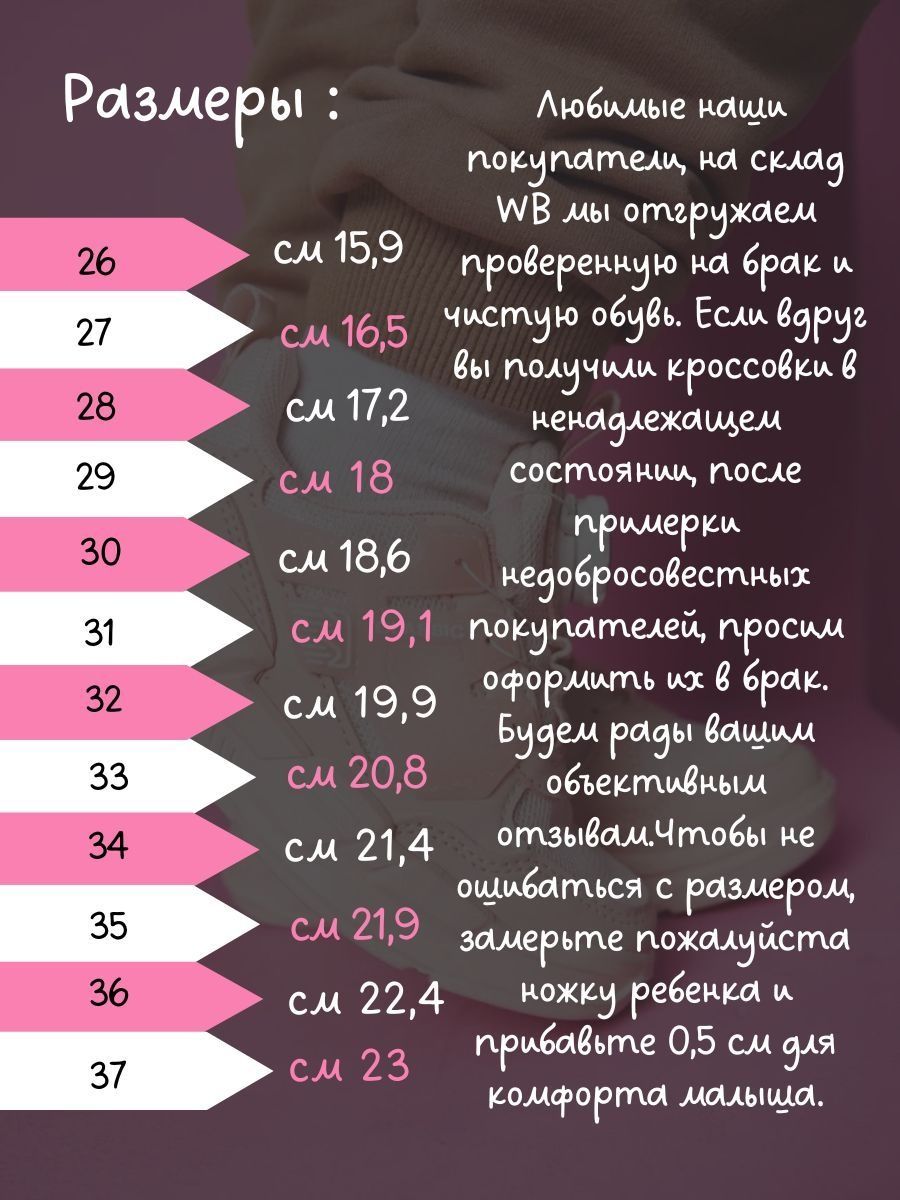 Размеры :
26 см 15,9
27 см 16,5
28 см 17,2
29 см 18
30 см 18,6
31 см 19,1
32 см 19,9
33 см 20,8
34 см 21,4
35 см 21,9
36 см 22,4
37 см 23
Любимые наши
покупатели, на склад
WB мы отгружаем
проверенную на брак и
чистую обувь. Если вдруг
вы получили кроссовки в
ненадлежащем
состоянии, после
примерки
недобросовестных
покупателей, просим
оформить их в брак.
Будем рады вашим
объективным
отзывам.Чтобы не
ошибаться с размером,
замерьте пожалуйста
ножку ребенка и
прибавьте 0,5 см для
комфорта малыша.